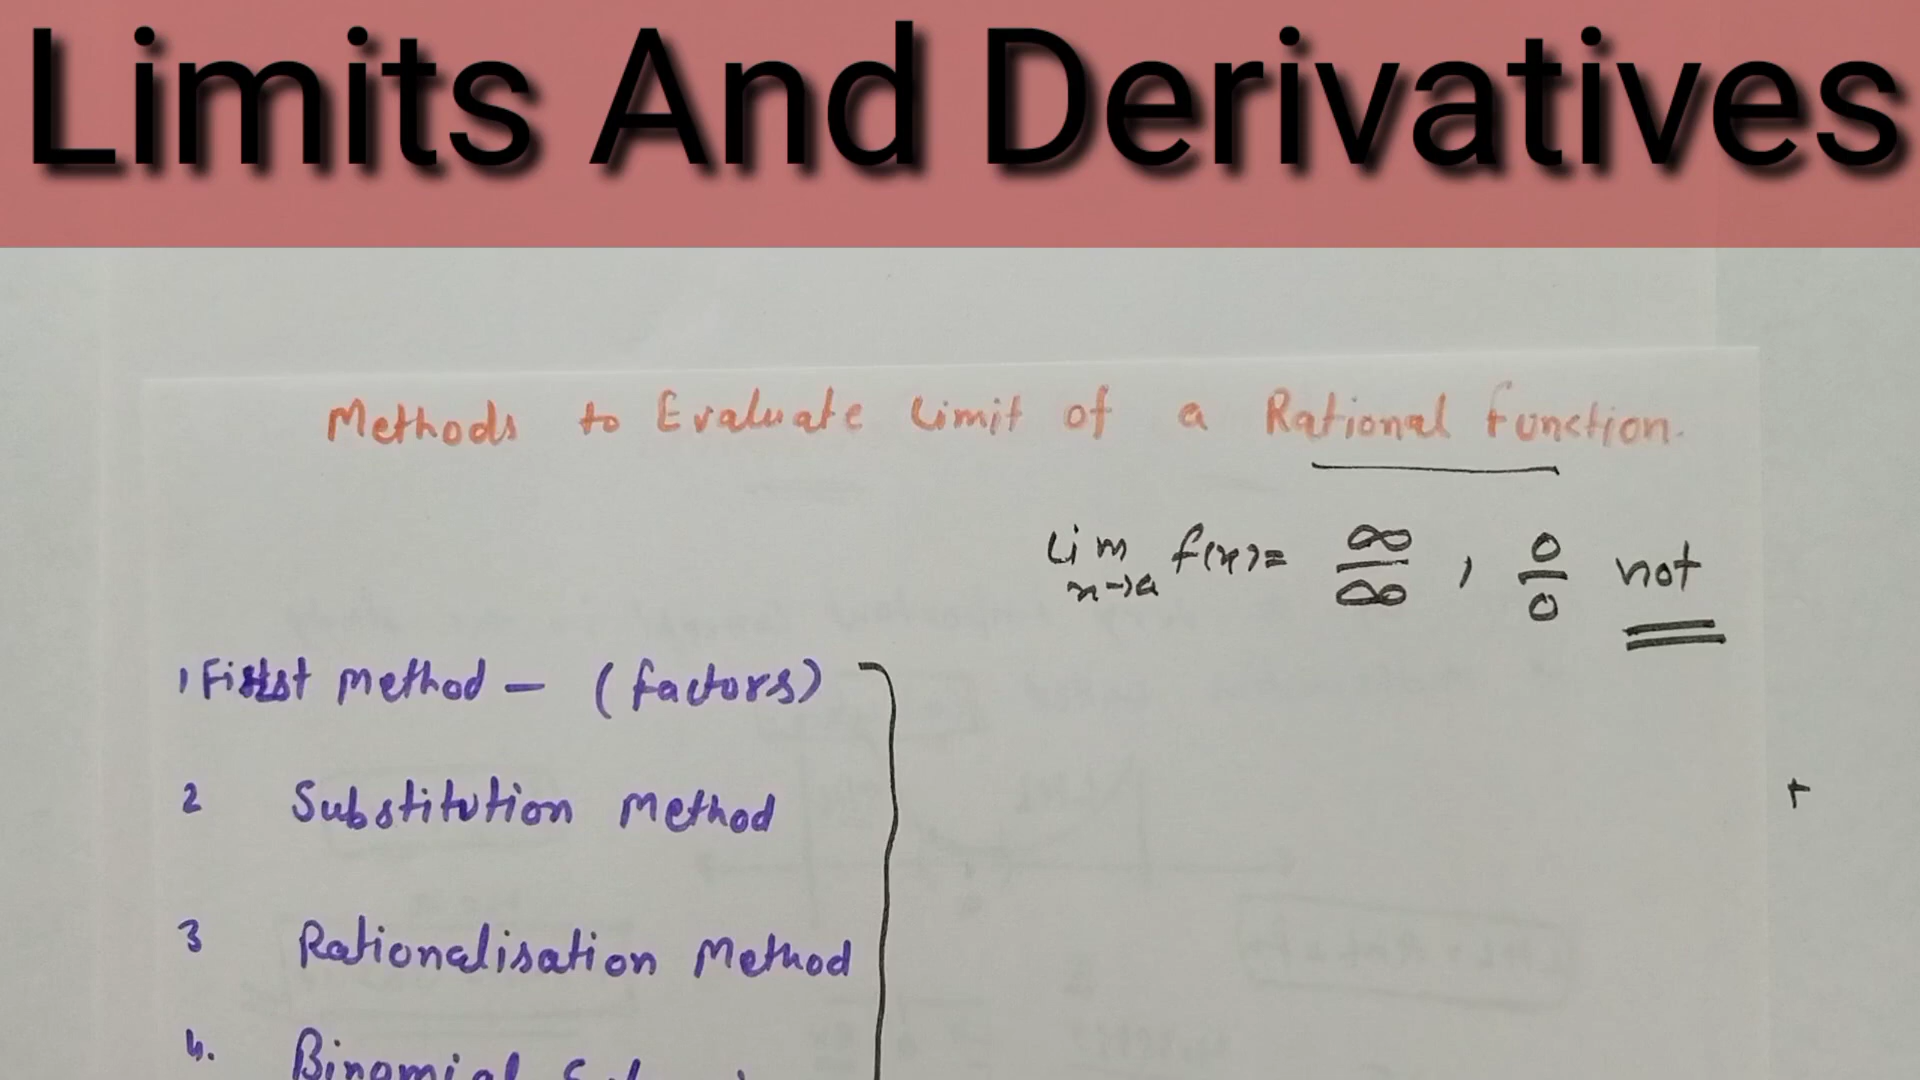 Limits And Derivatives
Methods to Evaluate Limit of a Rational Function.
Lim x→a f(x) = ∞/∞ , 0/0 not
1 First Method - (factors)
2 Substitution Method
3 Rationalisation Method
4. Binomial